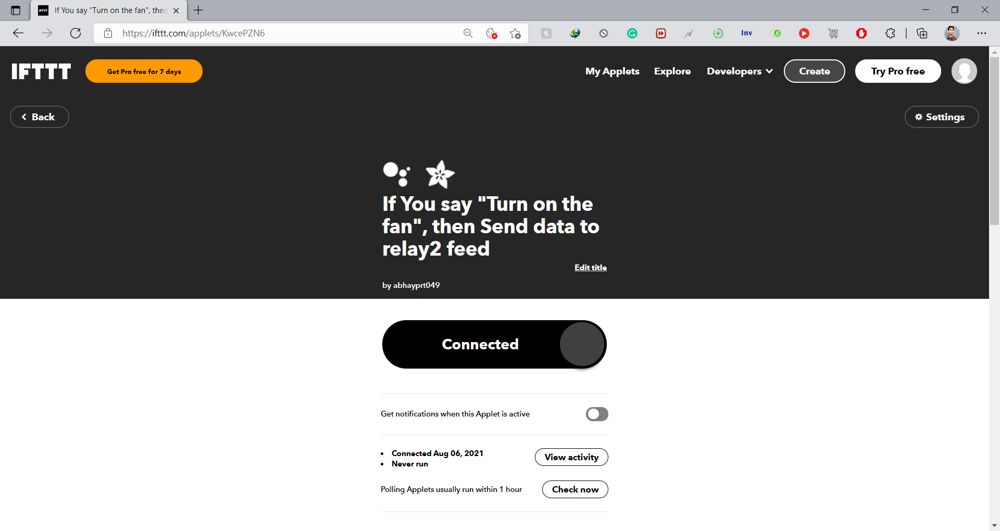 If You say "Turn on the fan", then
https://ifttt.com/applets/KwcePZN6
Inv
IFTTT
Get Pro free for 7 days
My Applets
Explore
Developers
Create
Try Pro free
Back
Settings
If You say "Turn on the
fan", then Send data to
relay2 feed
Edit title
by abhayprt049
Connected
Get notifications when this Applet is active
• Connected Aug 06, 2021
• Never run
View activity
Polling Applets usually run within 1 hour
Check now